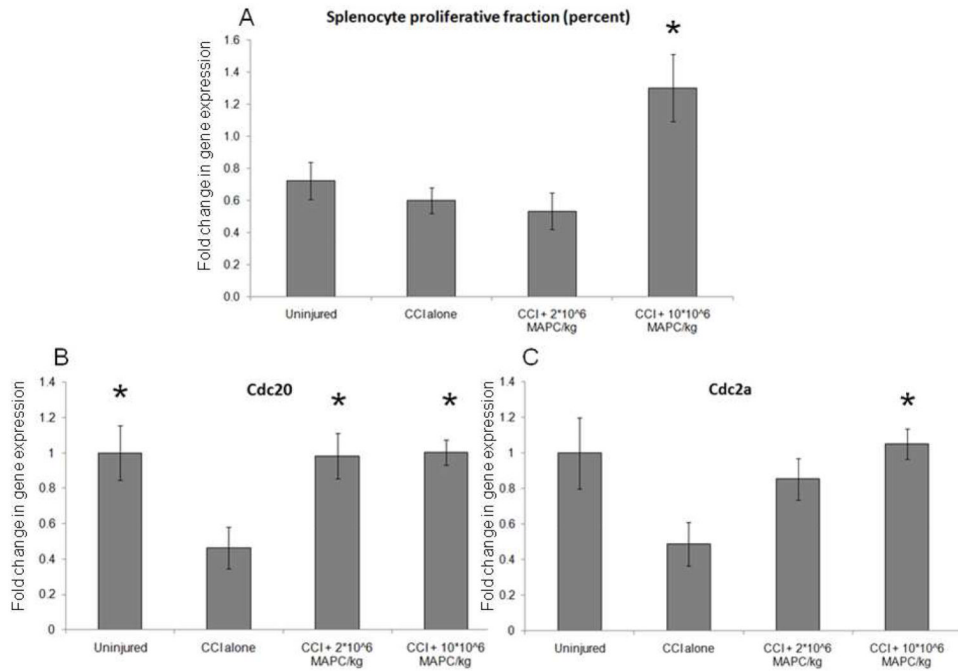 A
Splenocyte proliferative fraction (percent)
Fold change in gene expression
1.6
1.4
1.2
1.0
0.8
0.6
0.4
0.2
0.0
*
Uninjured
CCI alone
CCI + 2*10^6
MAPC/kg
CCI + 10*10^6
MAPC/kg
B
Cdc20
Fold change in gene expression
1.4
1.2
1
0.8
0.6
0.4
0.2
0
*
*
*
Uninjured
CCI alone
CCI + 2*10^6
MAPC/kg
CCI + 10*10^6
MAPC/kg
C
Cdc2a
Fold change in gene expression
1.4
1.2
1
0.8
0.6
0.4
0.2
0
*
Uninjured
CCI alone
CCI + 2*10^6
MAPC/kg
CCI + 10*10^6
MAPC/kg